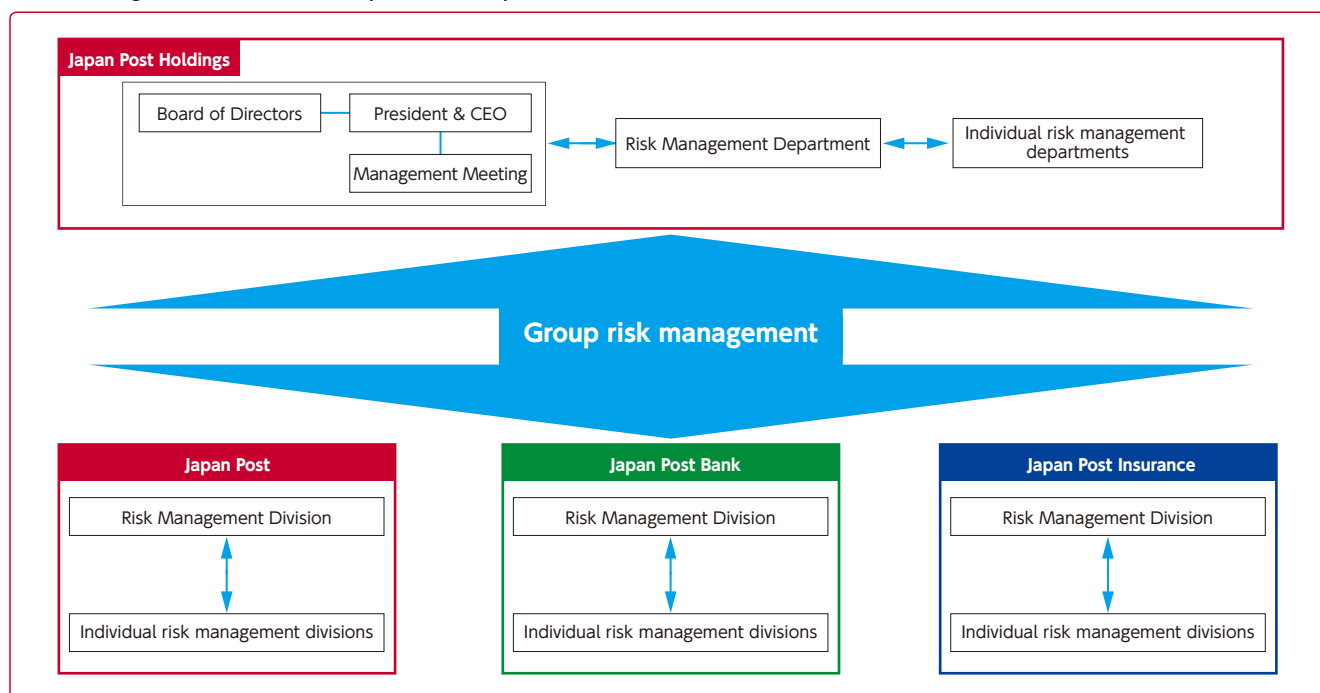 Japan Post Holdings
Board of Directors
President & CEO
Management Meeting
Risk Management Department
Individual risk management
departments
Group risk management
Japan Post
Risk Management Division
Individual risk management divisions
Japan Post Bank
Risk Management Division
Individual risk management divisions
Japan Post Insurance
Risk Management Division
Individual risk management divisions